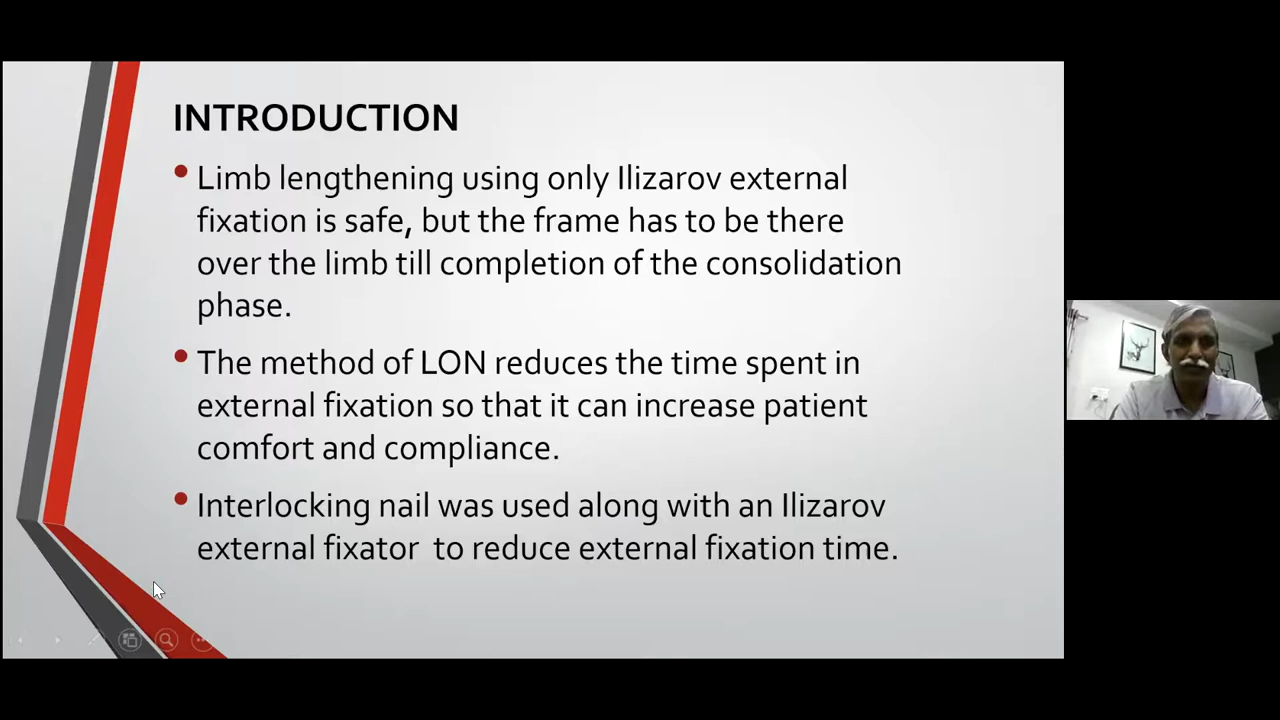 INTRODUCTION
• Limb lengthening using only Ilizarov external
fixation is safe, but the frame has to be there
over the limb till completion of the consolidation
phase.
• The method of LON reduces the time spent in
external fixation so that it can increase patient
comfort and compliance.
• Interlocking nail was used along with an Ilizarov
external fixator  to reduce external fixation time.